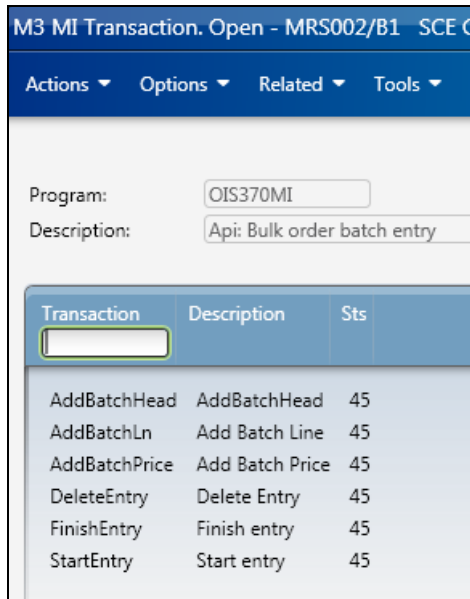 M3 MI Transaction. Open - MRS002/B1 SCE
Actions Options Related Tools
Program: OIS370MI
Description: Api: Bulk order batch entry
Transaction Description Sts
AddBatchHead AddBatchHead 45
AddBatchLn Add Batch Line 45
AddBatchPrice Add Batch Price 45
DeleteEntry Delete Entry 45
FinishEntry Finish entry 45
StartEntry Start entry 45